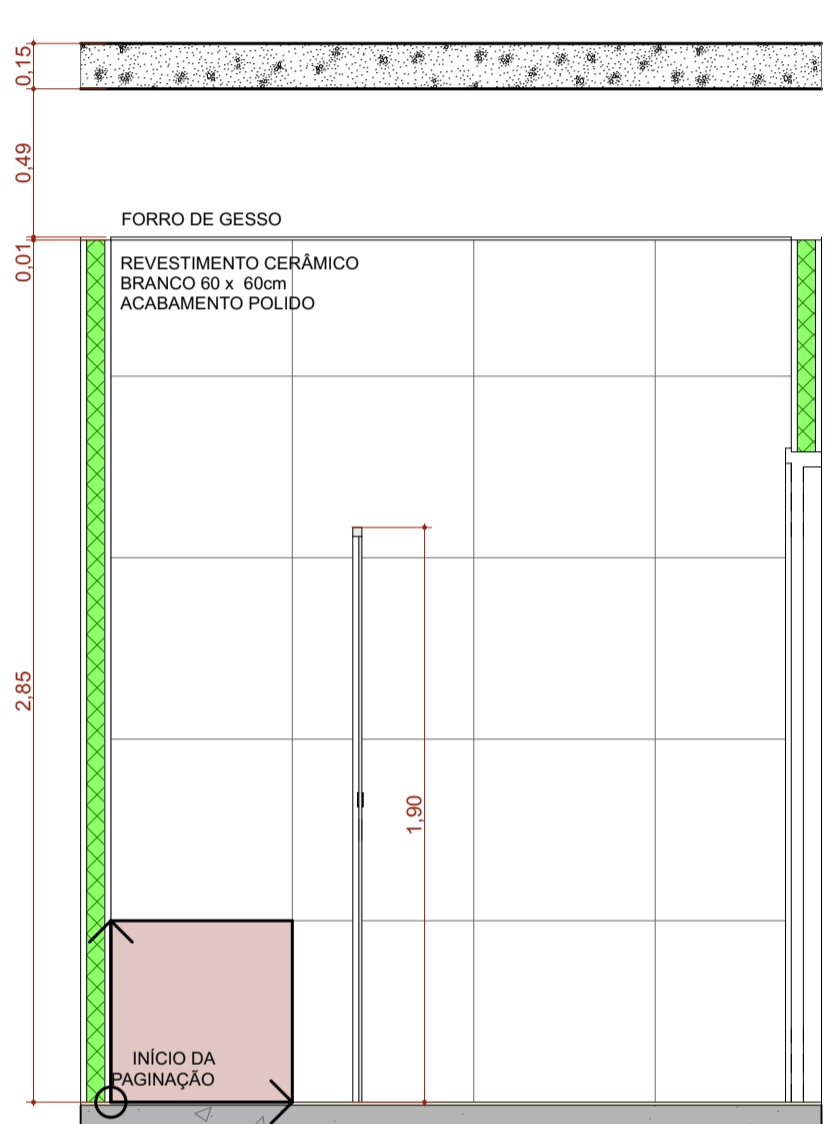 0,15
0,49
FORRO DE GESSO
0,01
REVESTIMENTO CERÂMICO
BRANCO 60 x 60cm
ACABAMENTO POLIDO
2,85
1,90
INÍCIO DA
PAGINAÇÃO